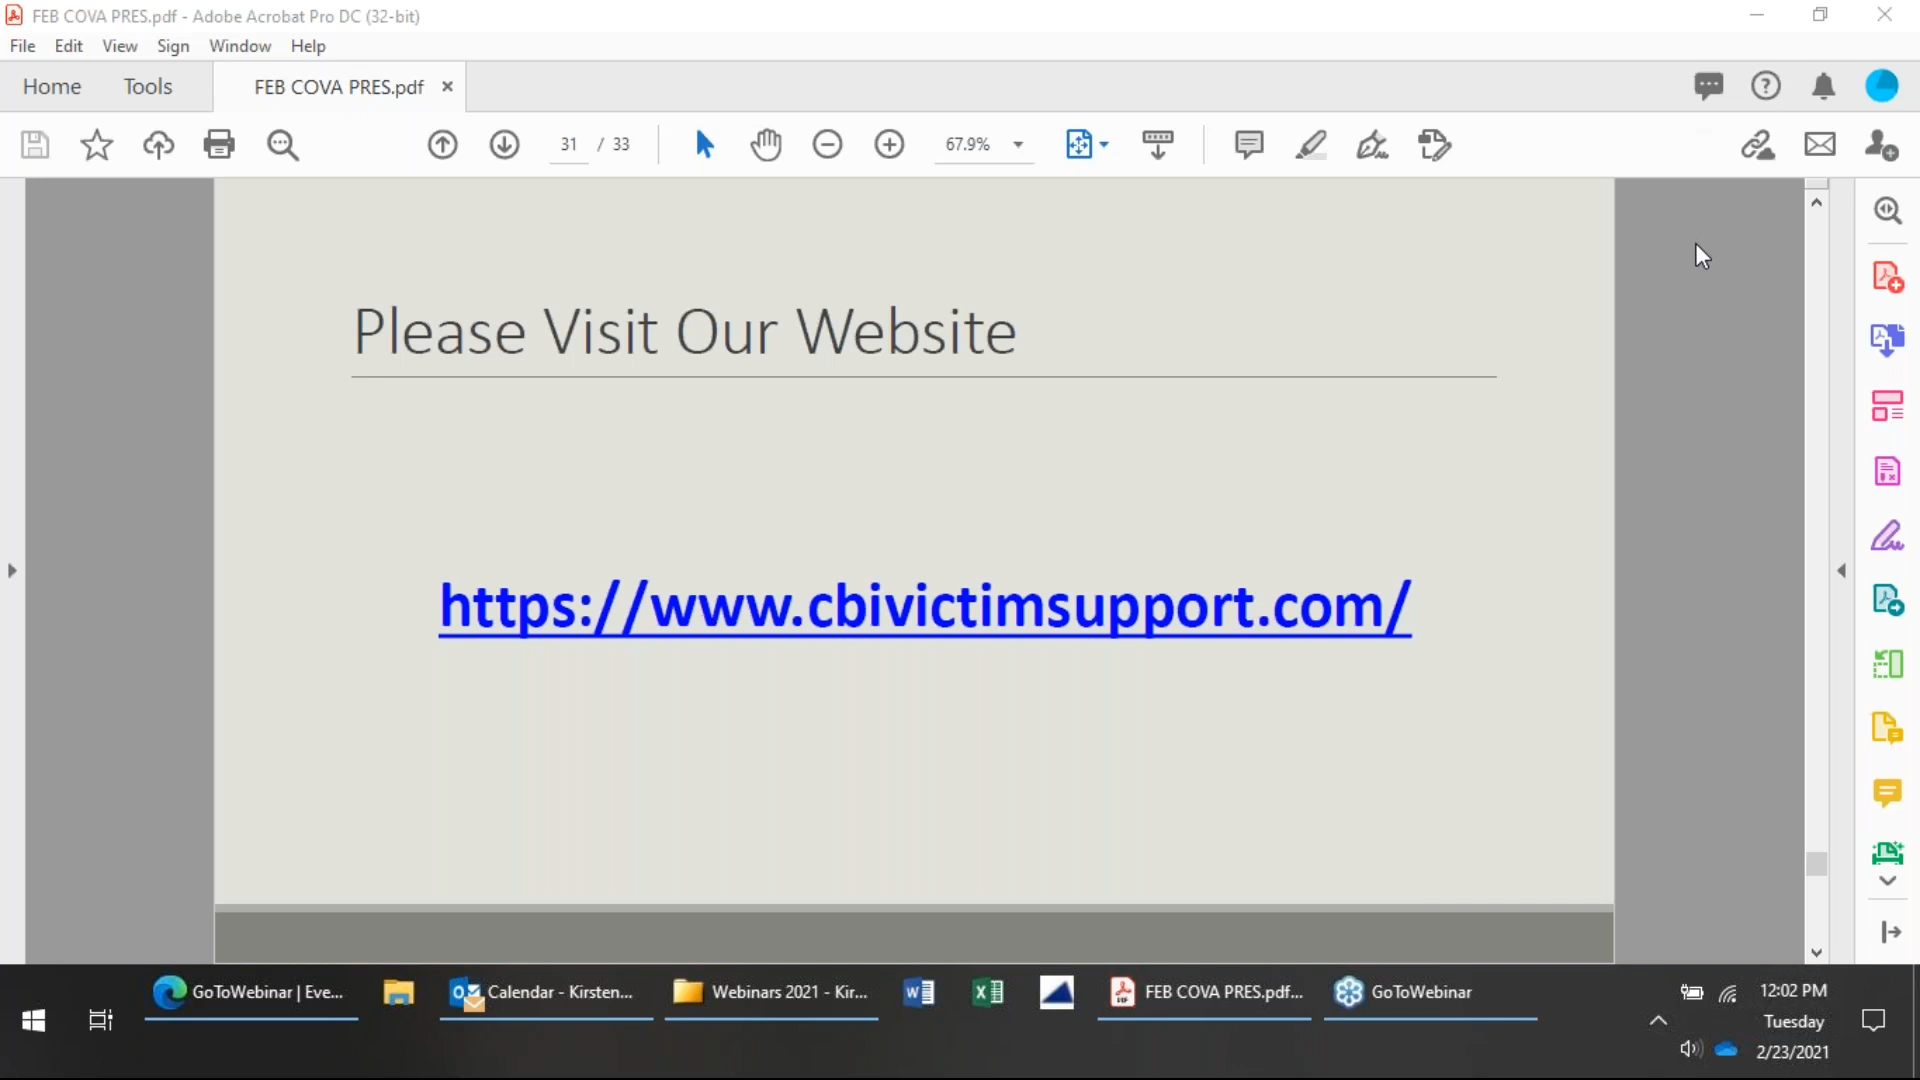 FEB COVA PRES.pdf - Adobe Acrobat Pro DC (32-bit)
File Edit View Sign Window Help
Home Tools FEB COVA PRES.pdf ×
31 / 33 67.9%
Please Visit Our Website
https://www.cbivictimsupport.com/
GoToWebinar | Eve... Calendar - Kirsten... Webinars 2021 - Kir... FEB COVA PRES.pdf... GoToWebinar
12:02 PM
Tuesday
2/23/2021